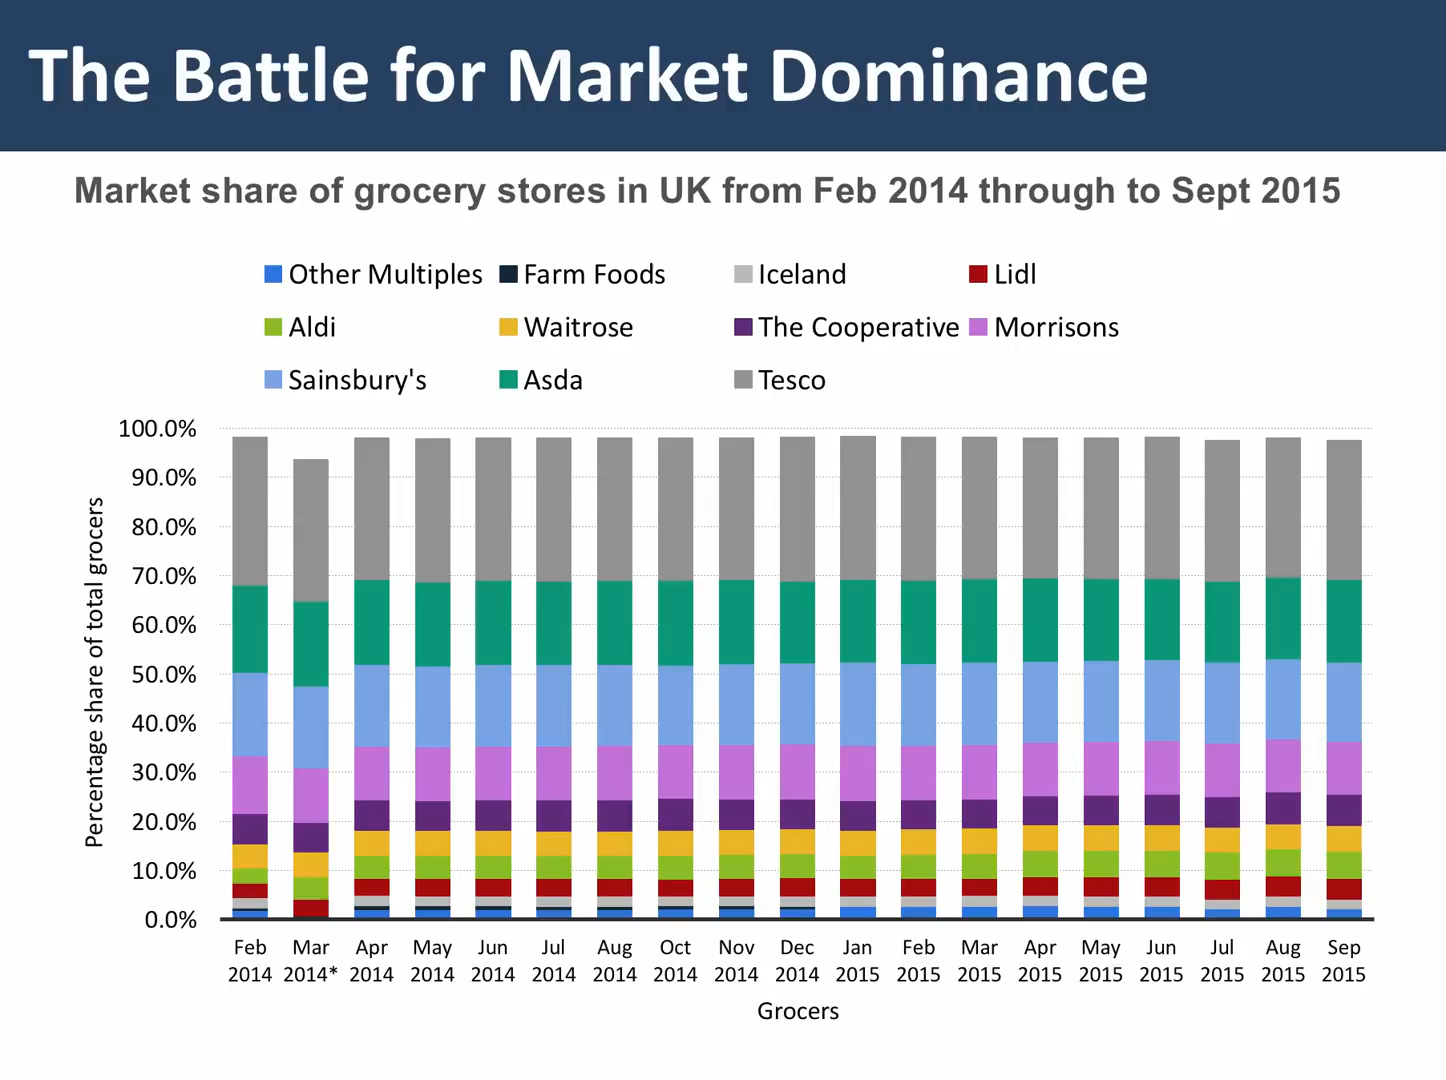 The Battle for Market Dominance
Market share of grocery stores in UK from Feb 2014 through to Sept 2015
Other Multiples Farm Foods Iceland Lidl
Aldi Waitrose The Cooperative Morrisons
Sainsbury's Asda Tesco
100.0%
90.0%
80.0%
70.0%
60.0%
50.0%
40.0%
30.0%
20.0%
10.0%
0.0%
Percentage share of total grocers
Feb Mar Apr May Jun Jul Aug Oct Nov Dec Jan Feb Mar Apr May Jun Jul Aug Sep
2014 2014* 2014 2014 2014 2014 2014 2014 2014 2014 2015 2015 2015 2015 2015 2015 2015 2015 2015
Grocers